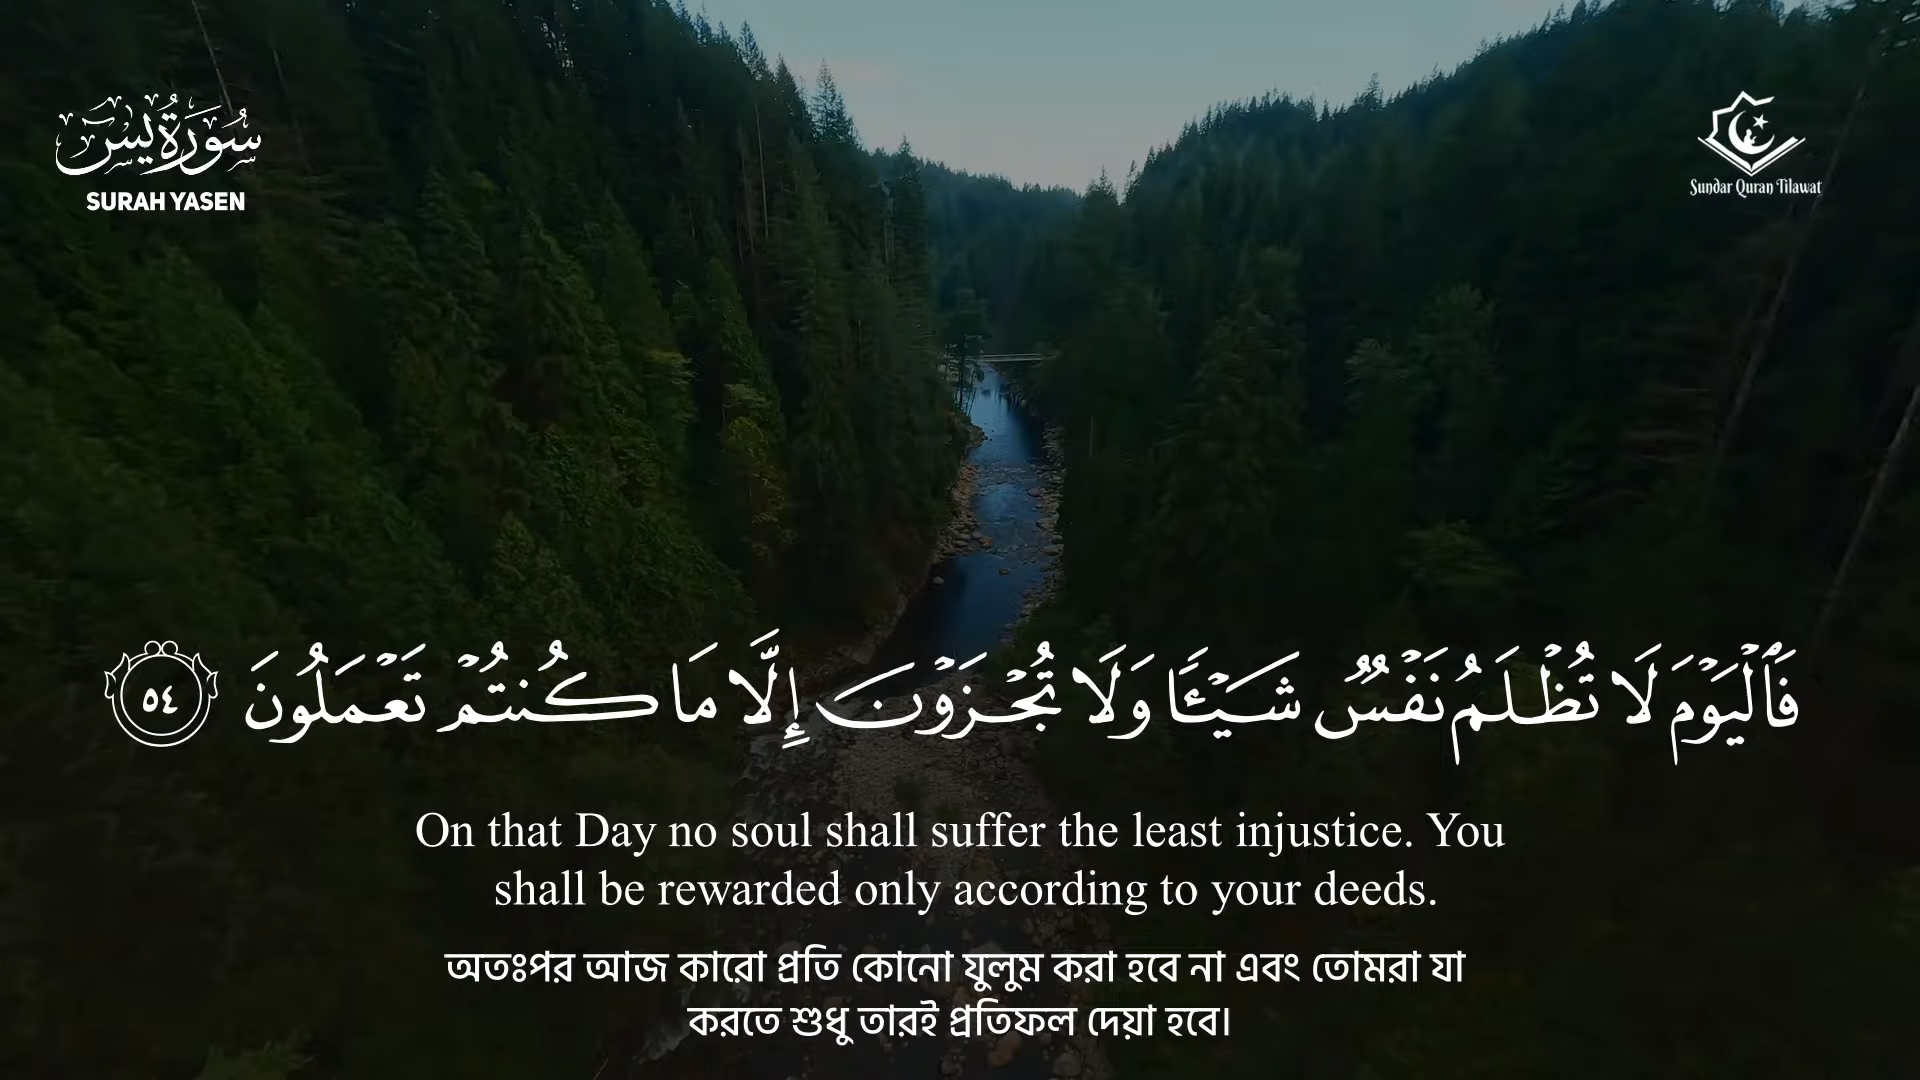 سُورَةُ يسٓ
SURAH YASEN
Sundar Quran Tilawat
فَٱلْيَوْمَ لَا تُظْلَمُ نَفْسٌ شَيْـًٔا وَلَا تُجْزَوْنَ إِلَّا مَا كُنتُمْ تَعْمَلُونَ ٥٤
On that Day no soul shall suffer the least injustice. You
shall be rewarded only according to your deeds.
অতঃপর আজ কারো প্রতি কোনো যুলুম করা হবে না এবং তোমরা যা
করতে শুধু তারই প্রতিফল দেয়া হবে।